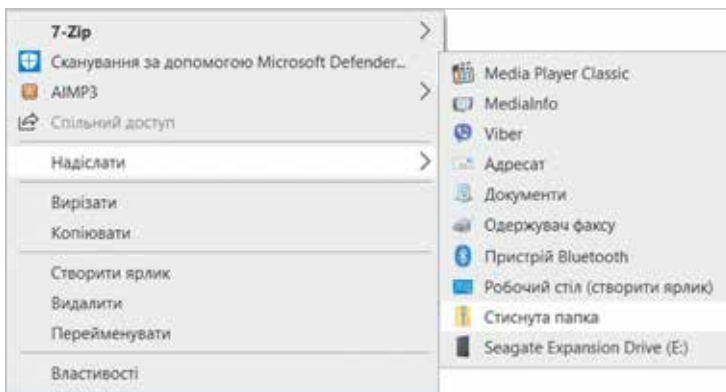 7-Zip
Сканування за допомогою Microsoft Defender...
AIMP3
Спільний доступ
Надіслати
Вирізати
Копіювати
Створити ярлик
Видалити
Перейменувати
Властивості
Media Player Classic
MediaInfo
Viber
Адресат
Документи
Одержувач факсу
Пристрій Bluetooth
Робочий стіл (створити ярлик)
Стиснута папка
Seagate Expansion Drive (E:)